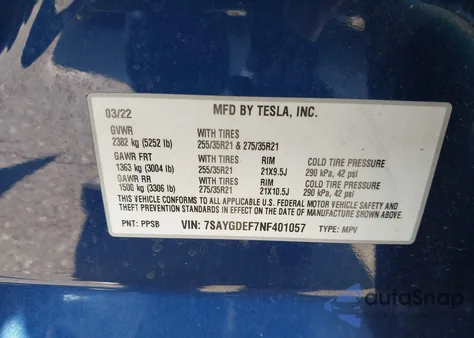 03/22 MFD BY TESLA, INC.
GVWR WITH TIRES
2382 kg (5252 lb) 255/35R21 & 275/35R21
GAWR FRT WITH TIRES RIM COLD TIRE PRESSURE
1363 kg (3004 lb) 255/35R21 21X9.5J 290 kPa, 42 psi
GAWR RR WITH TIRES RIM COLD TIRE PRESSURE
1500 kg (3306 lb) 275/35R21 21X10.5J 290 kPa, 42 psi
THIS VEHICLE CONFORMS TO ALL APPLICABLE U.S. FEDERAL MOTOR VEHICLE SAFETY AND
THEFT PREVENTION STANDARDS IN EFFECT ON THE DATE OF MANUFACTURE SHOWN ABOVE.
PNT: PPSB VIN: 7SAYGDEF7NF401057 TYPE: MPV
autoSnap